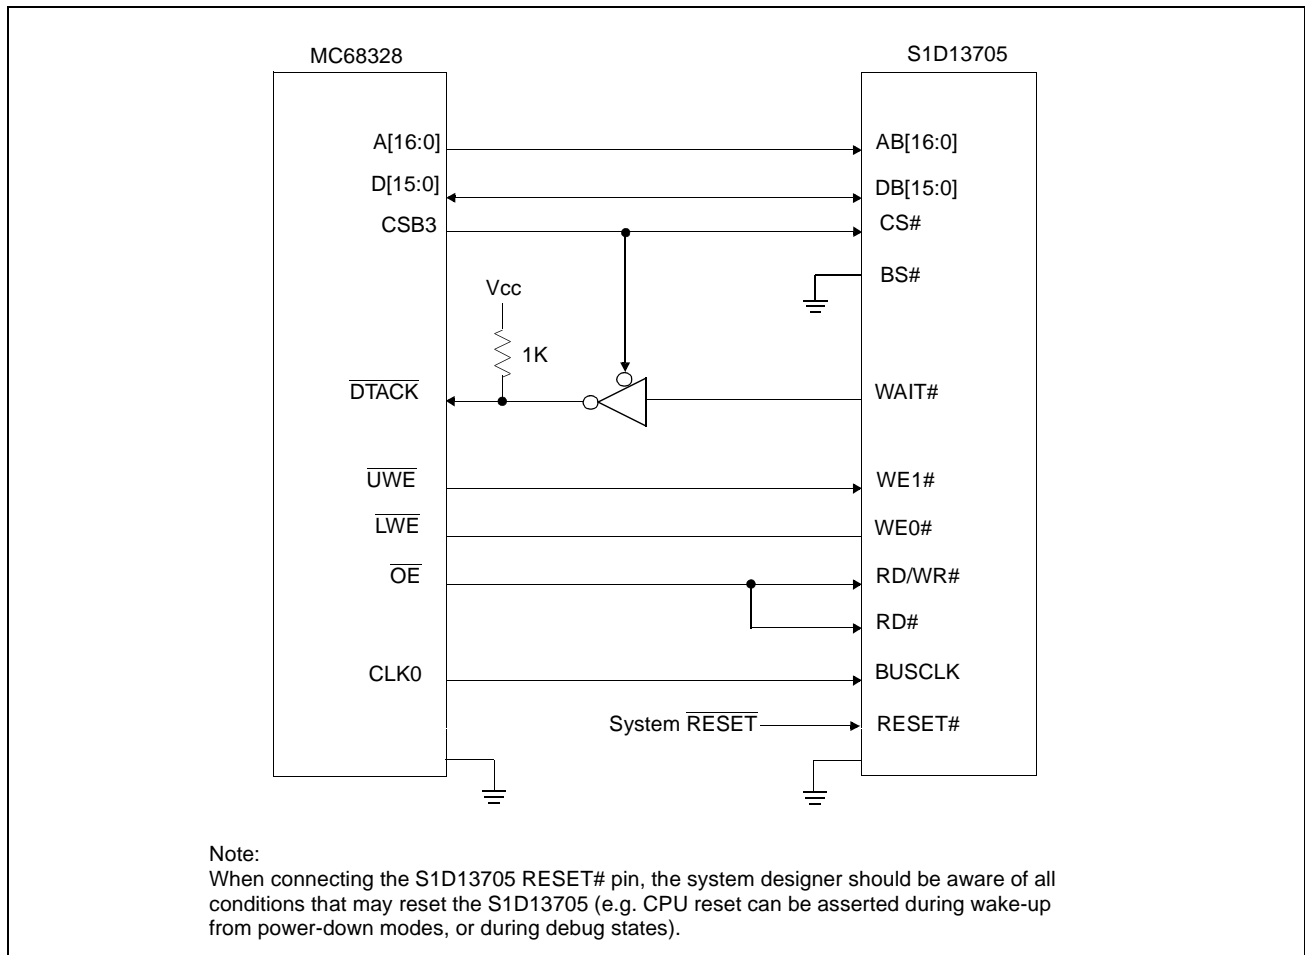 MC68328 S1D13705
A[16:0] AB[16:0]
D[15:0] DB[15:0]
CSB3 CS#
BS#
Vcc
1K
DTACK WAIT#
UWE WE1#
LWE WE0#
OE RD/WR#
RD#
CLK0 BUSCLK
System RESET RESET#
Note:
When connecting the S1D13705 RESET# pin, the system designer should be aware of all
conditions that may reset the S1D13705 (e.g. CPU reset can be asserted during wake-up
from power-down modes, or during debug states).